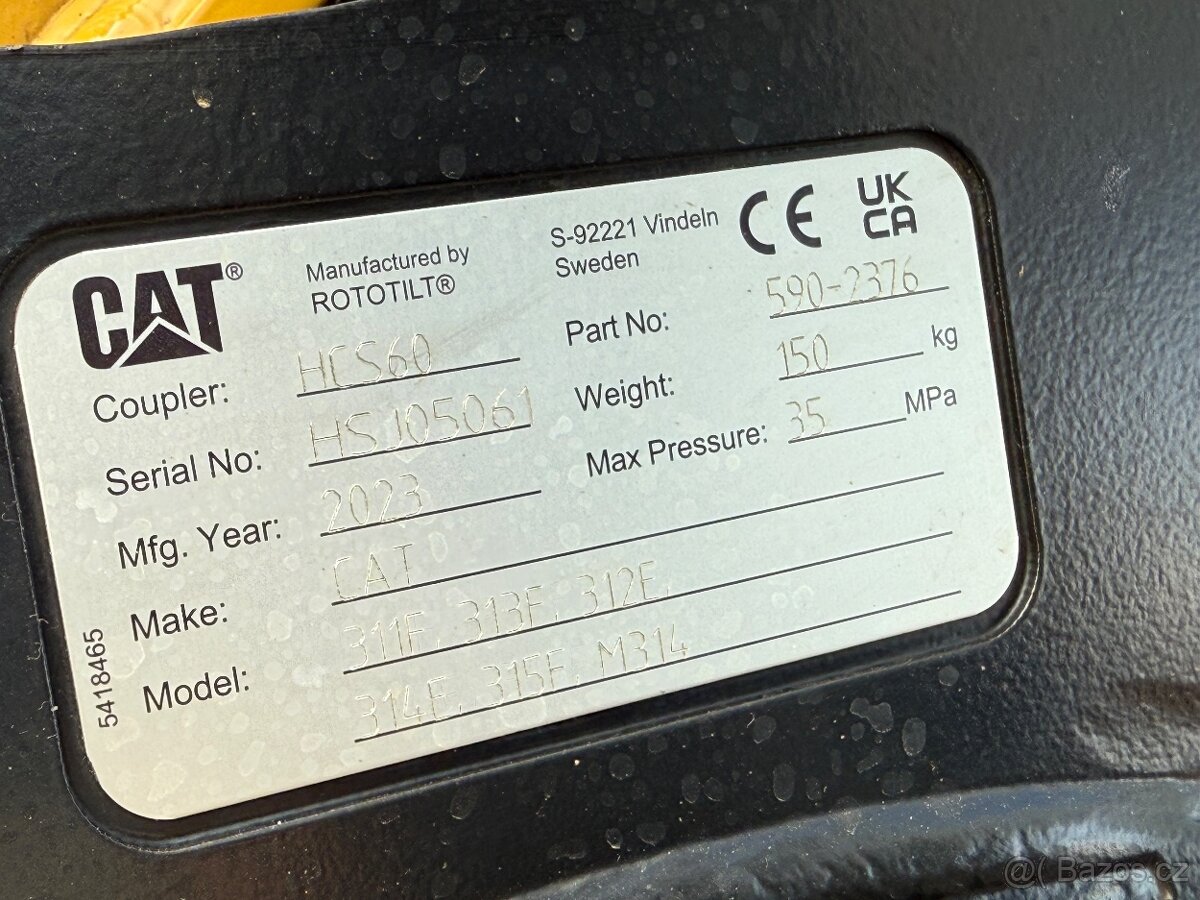 CAT®
Manufactured by
ROTOTILT®
S-92221 Vindeln
Sweden
CE
UK
CA
Coupler: HCS60
Part No: 590-2376
Serial No: HSJ05061
Weight: 150 kg
Mfg. Year: 2023
Max Pressure: 35 MPa
Make: CAT
Model: 311F, 313F, 312E,
314E, 315F, M314
5418465
@( Bazos.cz